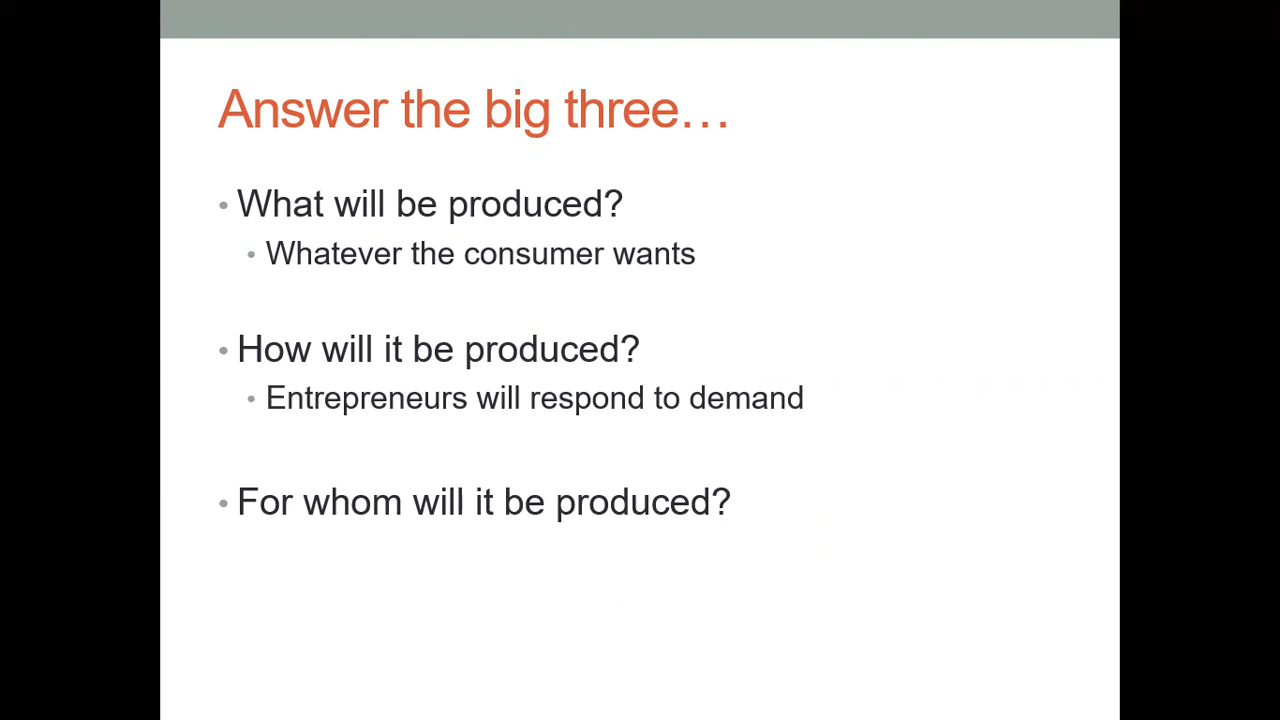 Answer the big three…
• What will be produced?
• Whatever the consumer wants
• How will it be produced?
• Entrepreneurs will respond to demand
• For whom will it be produced?